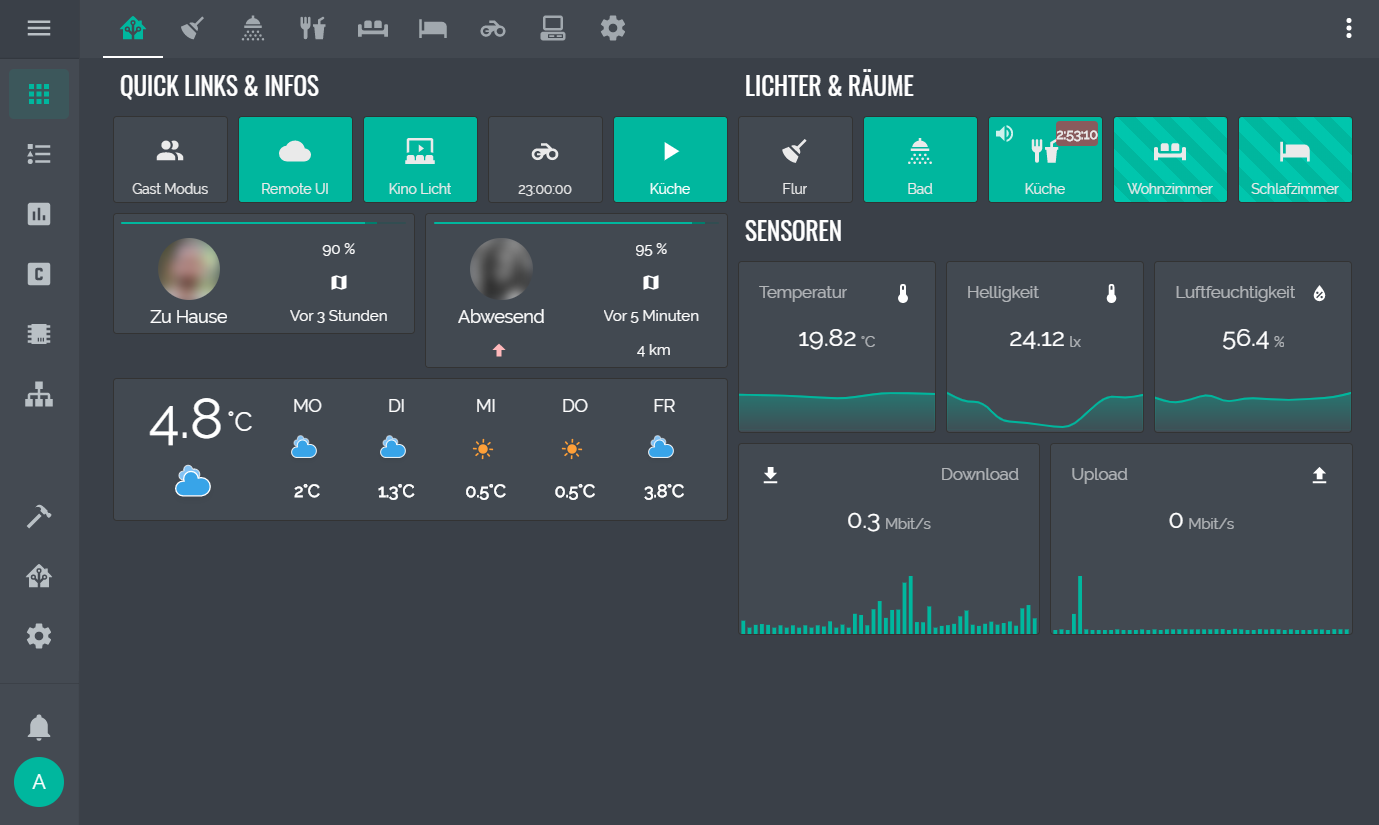 QUICK LINKS & INFOS
Gast Modus
Remote UI
Kino Licht
23:00:00
Küche
90 %
Zu Hause
Vor 3 Stunden
95 %
Abwesend
Vor 5 Minuten
4 km
4.8 °C
MO DI MI DO FR
2°C 1.3°C 0.5°C 0.5°C 3.8°C
LICHTER & RÄUME
Flur
Bad
2:53:10
Küche
Wohnzimmer
Schlafzimmer
SENSOREN
Temperatur
19.82 °C
Helligkeit
24.12 lx
Luftfeuchtigkeit
56.4 %
Download
0.3 Mbit/s
Upload
0 Mbit/s
C
A